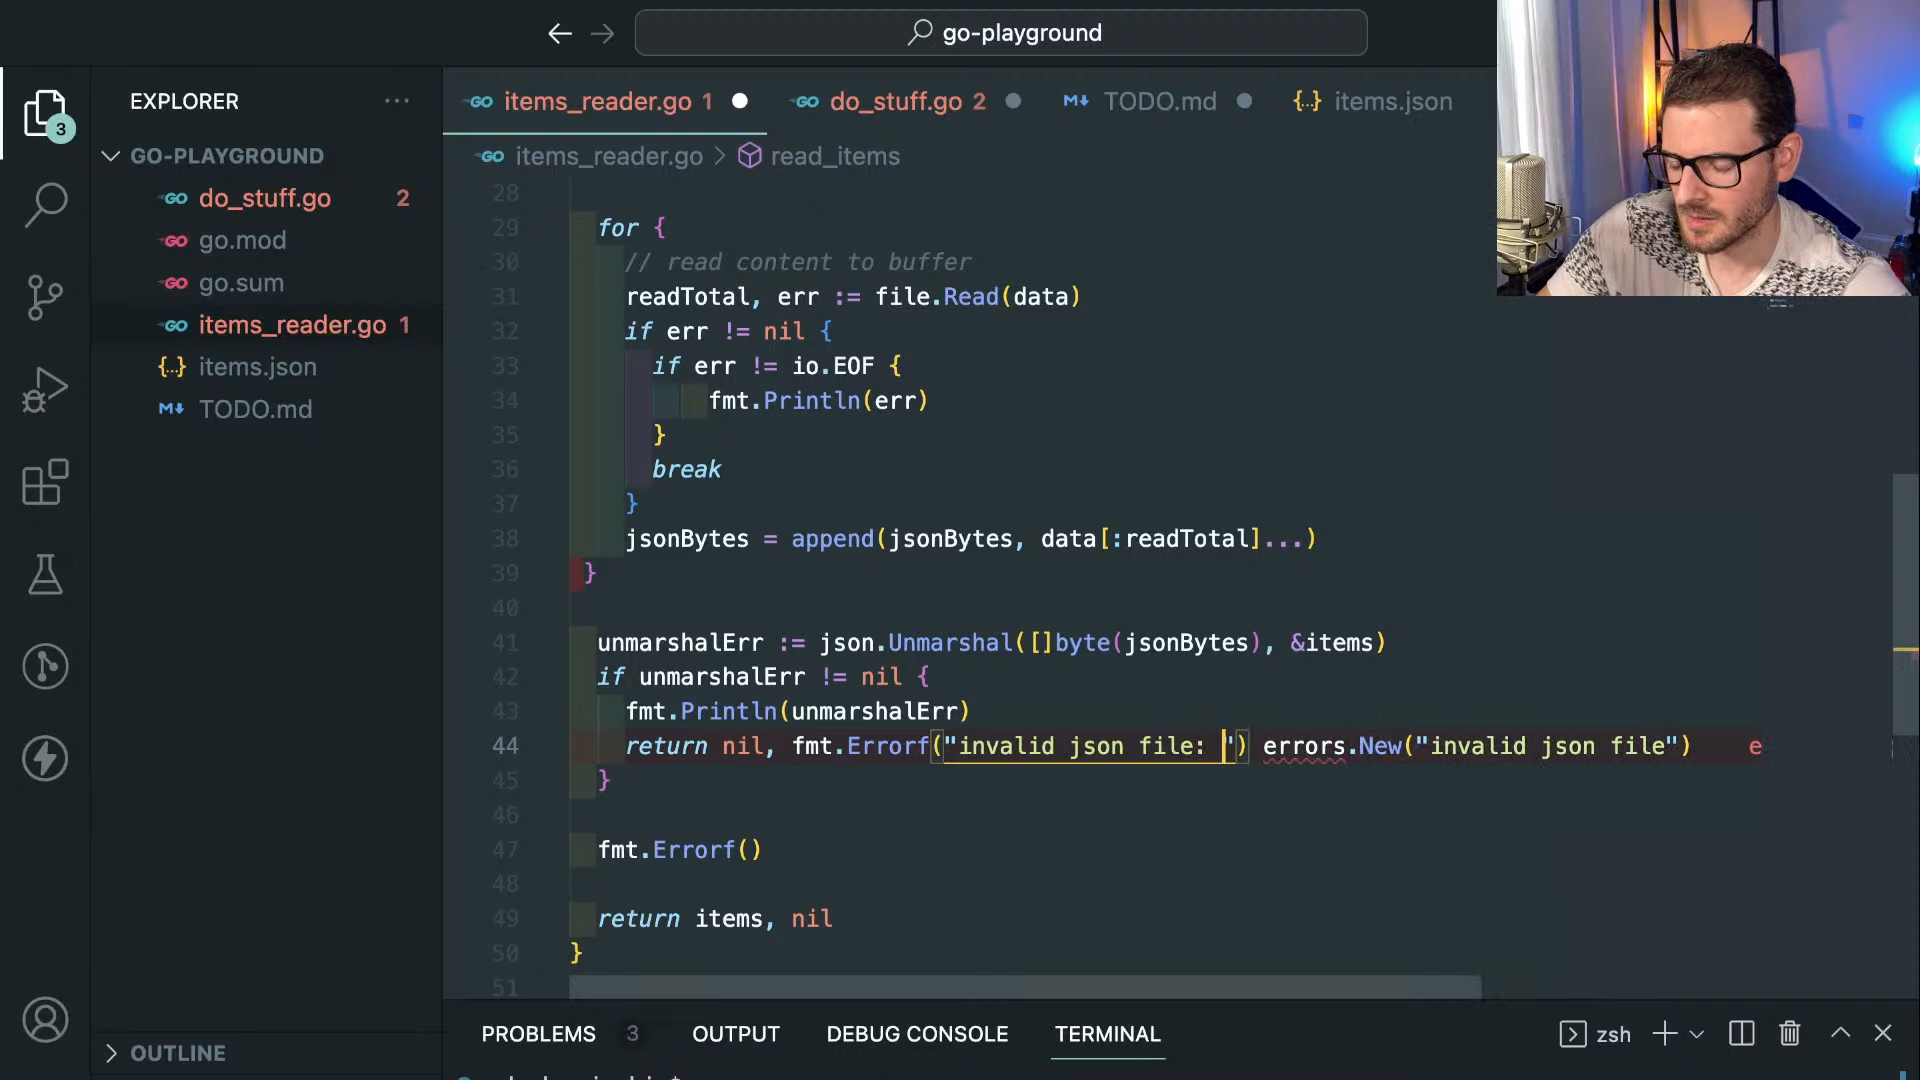 go-playground
EXPLORER
GO-PLAYGROUND
do_stuff.go 2
go.mod
go.sum
items_reader.go 1
items.json
TODO.md
OUTLINE
3
items_reader.go 1
do_stuff.go 2
TODO.md
items.json
items_reader.go > read_items
28
29 for {
30 // read content to buffer
31 readTotal, err := file.Read(data)
32 if err != nil {
33 if err != io.EOF {
34 fmt.Println(err)
35 }
36 break
37 }
38 jsonBytes = append(jsonBytes, data[:readTotal]...)
39 }
40
41 unmarshalErr := json.Unmarshal([]byte(jsonBytes), &items)
42 if unmarshalErr != nil {
43 fmt.Println(unmarshalErr)
44 return nil, fmt.Errorf("invalid json file: ") errors.New("invalid json file") e
45 }
46
47 fmt.Errorf()
48
49 return items, nil
50 }
51
PROBLEMS 3 OUTPUT DEBUG CONSOLE TERMINAL
zsh